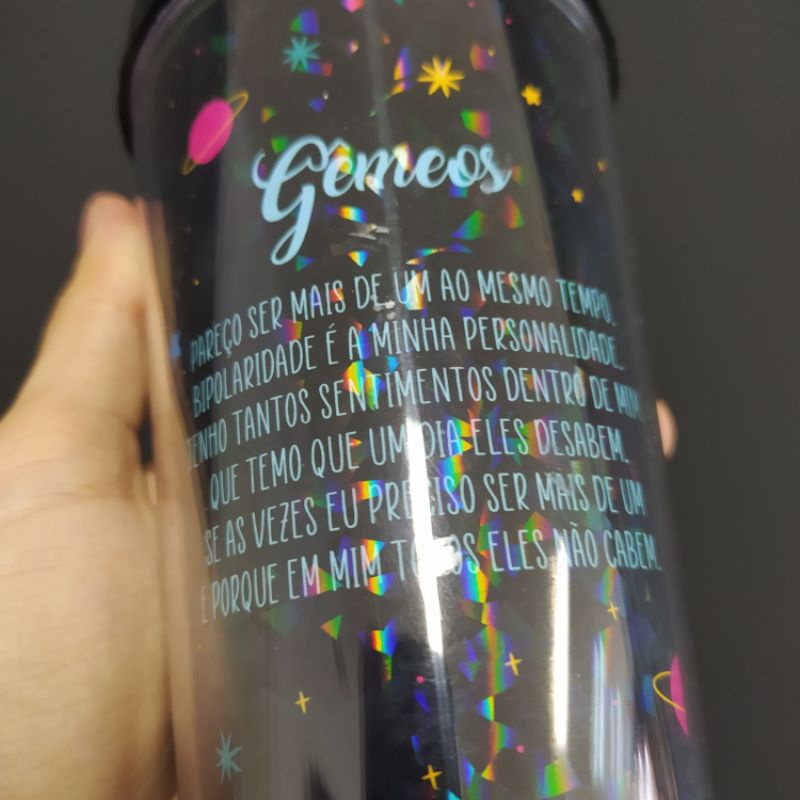 Gêmeos
PAREÇO SER MAIS DE UM AO MESMO TEMPO.
BIPOLARIDADE É A MINHA PERSONALIDADE.
TENHO TANTOS SENTIMENTOS DENTRO DE MIM
QUE TEMO QUE UM DIA ELES DESABEM.
SE AS VEZES EU PRECISO SER MAIS DE UM
É PORQUE EM MIM TODOS ELES NÃO CABEM.